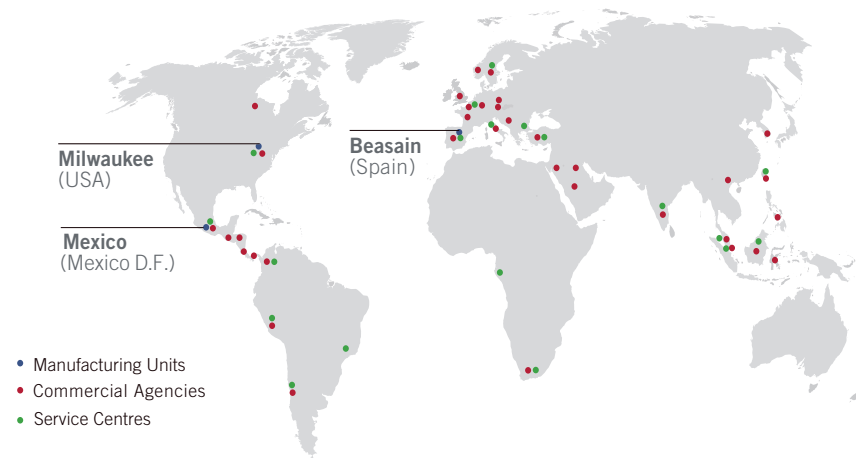 Milwaukee
(USA)
Beasain
(Spain)
Mexico
(Mexico D.F.)
Manufacturing Units
Commercial Agencies
Service Centres